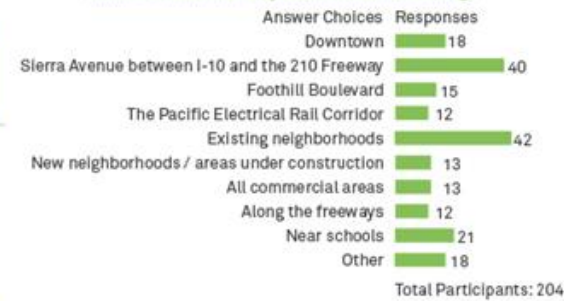 Answer Choices Responses
Downtown 18
Sierra Avenue between I-10 and the 210 Freeway 40
Foothill Boulevard 15
The Pacific Electrical Rail Corridor 12
Existing neighborhoods 42
New neighborhoods / areas under construction 13
All commercial areas 13
Along the freeways 12
Near schools 21
Other 18
Total Participants: 204